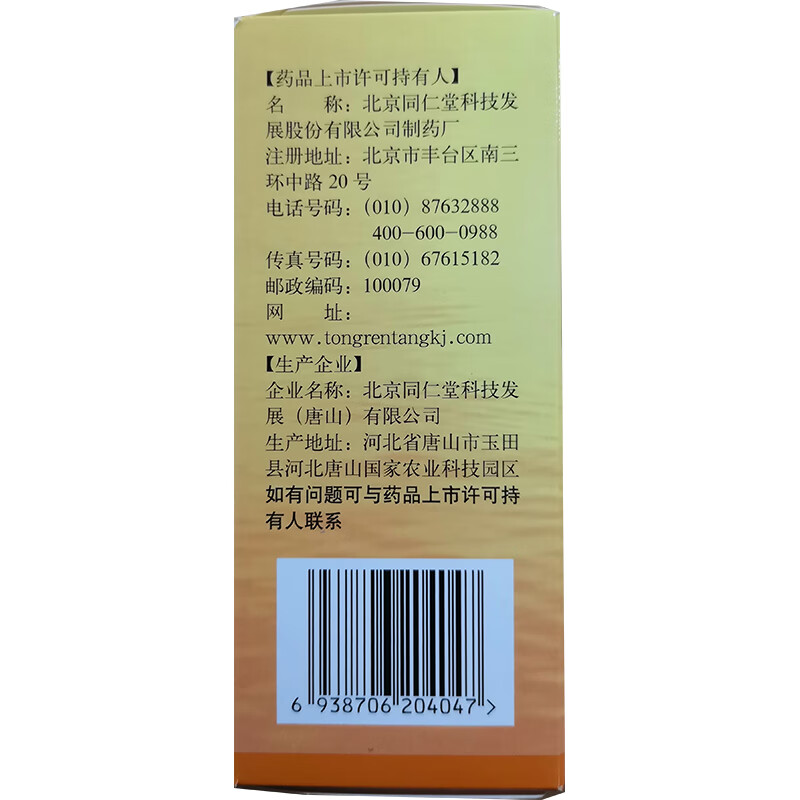 【药品上市许可持有人】
名　　称：北京同仁堂科技发
展股份有限公司制药厂
注册地址：北京市丰台区南三
环中路 20 号
电话号码：(010) 87632888
400-600-0988
传真号码：(010) 67615182
邮政编码：100079
网　　址：
www.tongrentangkj.com
【生产企业】
企业名称：北京同仁堂科技发
展（唐山）有限公司
生产地址：河北省唐山市玉田
县河北唐山国家农业科技园区
如有问题可与药品上市许可持
有人联系
6 938706 204047 >